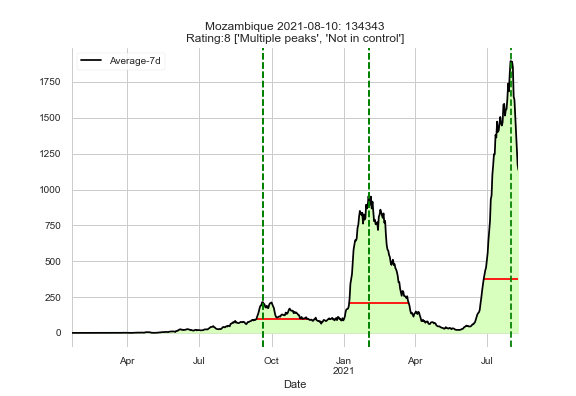 Mozambique 2021-08-10: 134343
Rating:8 ['Multiple peaks', 'Not in control']
Average-7d
1750
1500
1250
1000
750
500
250
0
Apr Jul Oct Jan Apr Jul
2021
Date